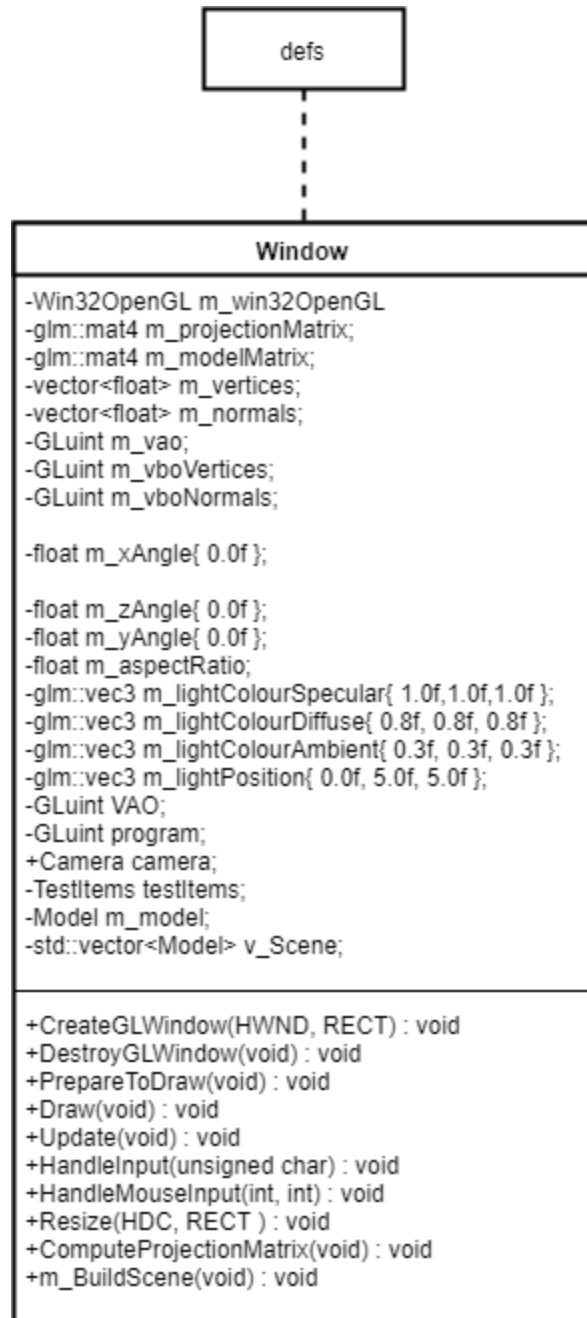 defs
Window
-Win32OpenGL m_win32OpenGL
-glm::mat4 m_projectionMatrix;
-glm::mat4 m_modelMatrix;
-vector<float> m_vertices;
-vector<float> m_normals;
-GLuint m_vao;
-GLuint m_vboVertices;
-GLuint m_vboNormals;
-float m_xAngle{ 0.0f };
-float m_zAngle{ 0.0f };
-float m_yAngle{ 0.0f };
-float m_aspectRatio;
-glm::vec3 m_lightColourSpecular{ 1.0f,1.0f,1.0f };
-glm::vec3 m_lightColourDiffuse{ 0.8f, 0.8f, 0.8f };
-glm::vec3 m_lightColourAmbient{ 0.3f, 0.3f, 0.3f };
-glm::vec3 m_lightPosition{ 0.0f, 5.0f, 5.0f };
-GLuint VAO;
-GLuint program;
+Camera camera;
-TestItems testItems;
-Model m_model;
-std::vector<Model> v_Scene;
+CreateGLWindow(HWND, RECT) : void
+DestroyGLWindow(void) : void
+PrepareToDraw(void) : void
+Draw(void) : void
+Update(void) : void
+HandleInput(unsigned char) : void
+HandleMouseInput(int, int) : void
+Resize(HDC, RECT ) : void
+ComputeProjectionMatrix(void) : void
+m_BuildScene(void) : void